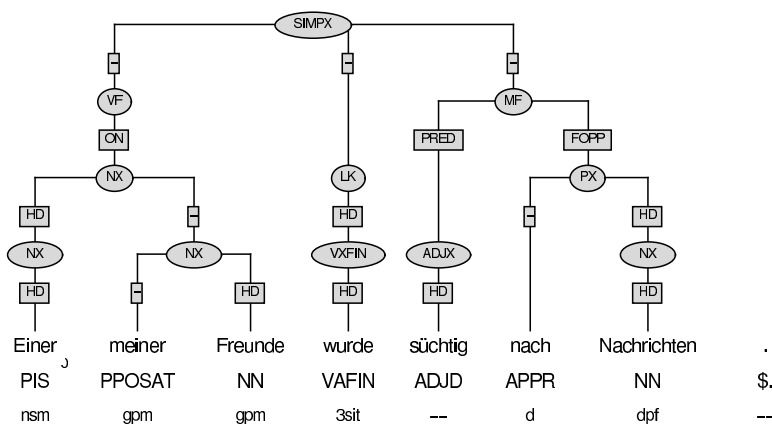 SIMPX
– – –
VF MF
ON PRED FOPP
NX LK PX
HD – HD – HD
NX NX VXFIN ADJX NX
HD – HD HD HD HD
Einer meiner Freunde wurde süchtig nach Nachrichten .
J
PIS PPOSAT NN VAFIN ADJD APPR NN $.
nsm gpm gpm 3sit -- d dpf --